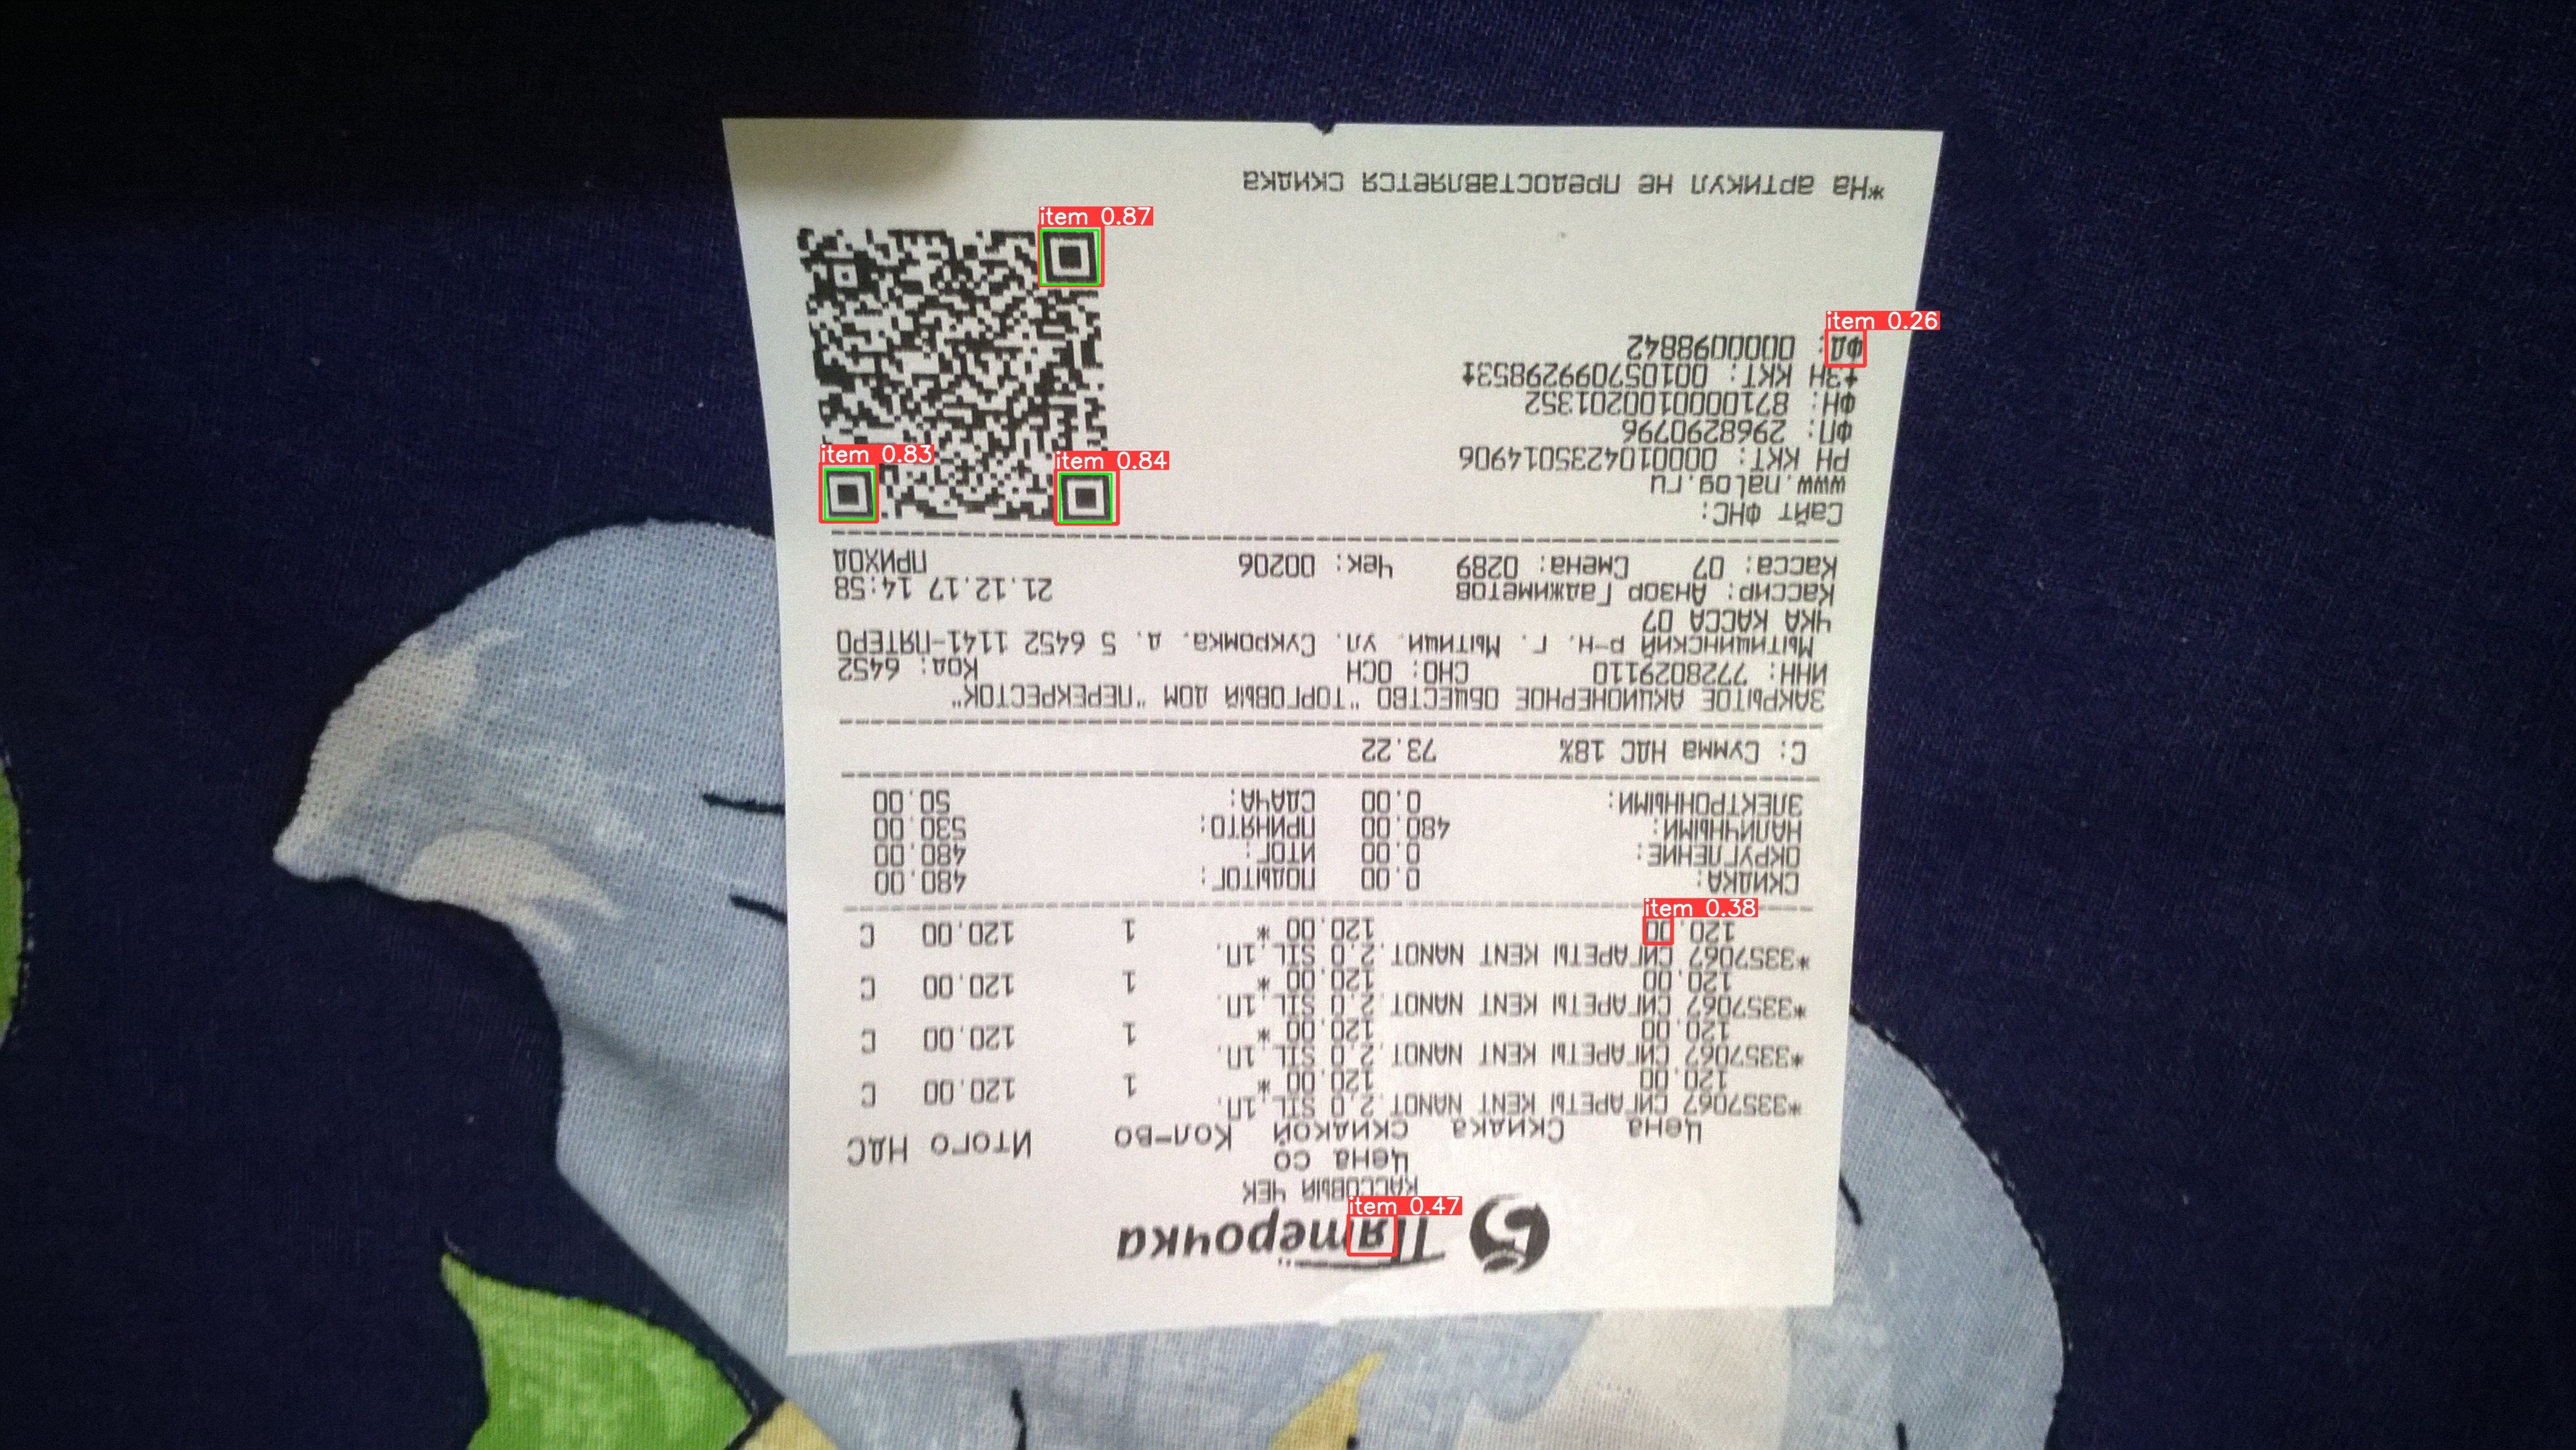 Пятерочка
КАССОВЫЙ ЧЕК
Цена со
Цена Скидка скидкой Кол-во Итого НДС
*3357067 СИГАРЕТЫ KENT NANOT.2.0 SIL.1П.
120.00 120.00 * 1 120.00 С
*3357067 СИГАРЕТЫ KENT NANOT.2.0 SIL.1П.
120.00 120.00 * 1 120.00 С
*3357067 СИГАРЕТЫ KENT NANOT.2.0 SIL.1П.
120.00 120.00 * 1 120.00 С
*3357067 СИГАРЕТЫ KENT NANOT.2.0 SIL.1П.
120.00 120.00 * 1 120.00 С
СКИДКА: 0.00 ПОДЫТОГ: 480.00
ОКРУГЛЕНИЕ: 0.00 ИТОГ: 480.00
НАЛИЧНЫМИ: 480.00 ПРИНЯТО: 530.00
ЭЛЕКТРОННЫМИ: 0.00 СДАЧА: 50.00
С: Сумма НДС 18% 73.22
ЗАКРЫТОЕ АКЦИОНЕРНОЕ ОБЩЕСТВО "ТОРГОВЫЙ ДОМ "ПЕРЕКРЕСТОК"
ИНН: 7728029110 СНО: ОСН Код: 6452
Мытищинский р-н. г. Мытищи. ул. Сукромка. д. 5 6452 1141-ПЯТЕРО
ЧКА КАССА 07
Кассир: Анзор Гаджиметов 21.12.17 14:58
Касса: 07 Смена: 0289 Чек: 00206 ПРИХОД
Сайт ФНС:
www.nalog.ru
РН ККТ: 0000104235014906
ФП: 2968290796
ФН: 8710000100201352
‡ЗН ККТ: 00105709929853‡
ФД: 0000098842
*На артикул не предоставляется скидка
item 0.87
item 0.26
item 0.83
item 0.84
item 0.38
item 0.47